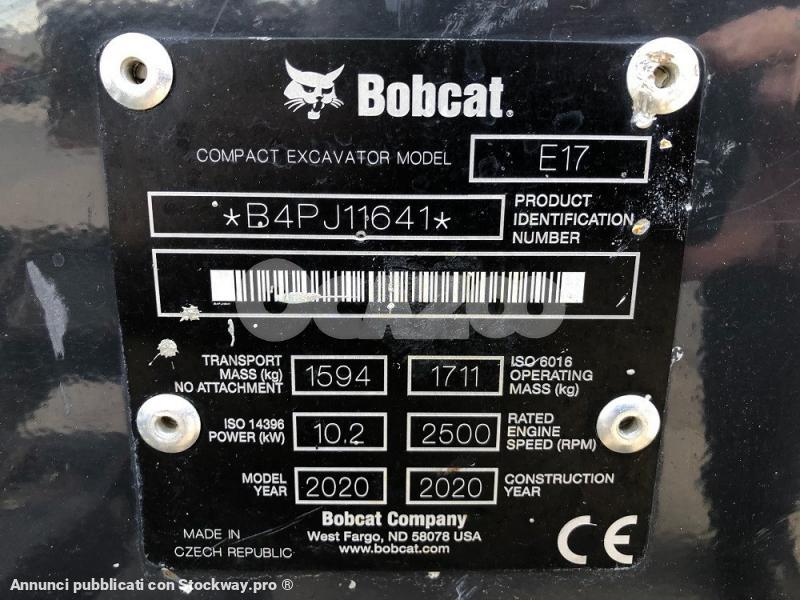 Bobcat®
COMPACT EXCAVATOR MODEL E17
*B4PJ11641* PRODUCT IDENTIFICATION NUMBER
OCAZOO
TRANSPORT MASS (kg) NO ATTACHMENT 1594 1711 ISO 6016 OPERATING MASS (kg)
ISO 14396 POWER (kW) 10.2 2500 RATED ENGINE SPEED (RPM)
MODEL YEAR 2020 2020 CONSTRUCTION YEAR
Bobcat Company
West Fargo, ND 58078 USA
www.bobcat.com
MADE IN
CZECH REPUBLIC
CE
Annunci pubblicati con Stockway.pro ®